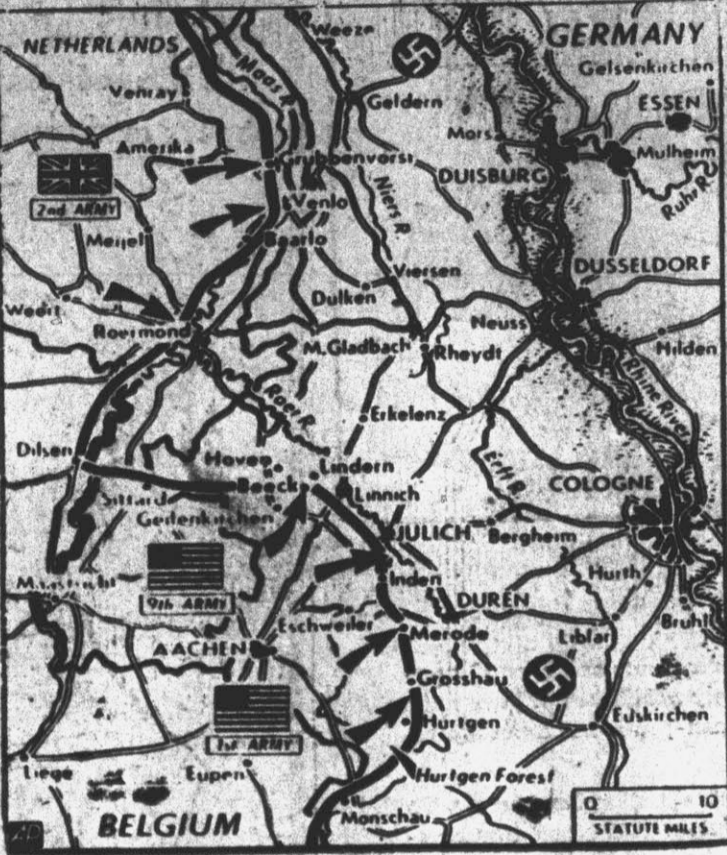 NETHERLANDS
Weeze
GERMANY
Maas R.
Gelsenkirchen
Venray
Geldern
ESSEN
Amerika
Mors
Mulheim
Grubbenvorst
DUISBURG
Ruhr R.
2nd ARMY
Venlo
Niers R.
Meijel
Baarlo
Viersen
DUSSELDORF
Weert
Dulken
Roermond
Neuss
M.Gladbach
Rheydt
Hilden
Roer R.
Rhine River
Erkelenz
Dilsen
Hoven
Lindern
Erft R.
COLOGNE
Beeck
Linnich
Sittard
Geilenkirchen
JULICH
Bergheim
Inden
Hurth
9th ARMY
DUREN
Bruhl
Eschweiler
Merode
Liblar
AACHEN
Grosshau
1st ARMY
Hurtgen
Euskirchen
Liege
Eupen
Hurtgen Forest
0 10
STATUTE MILES
BELGIUM
Monschau